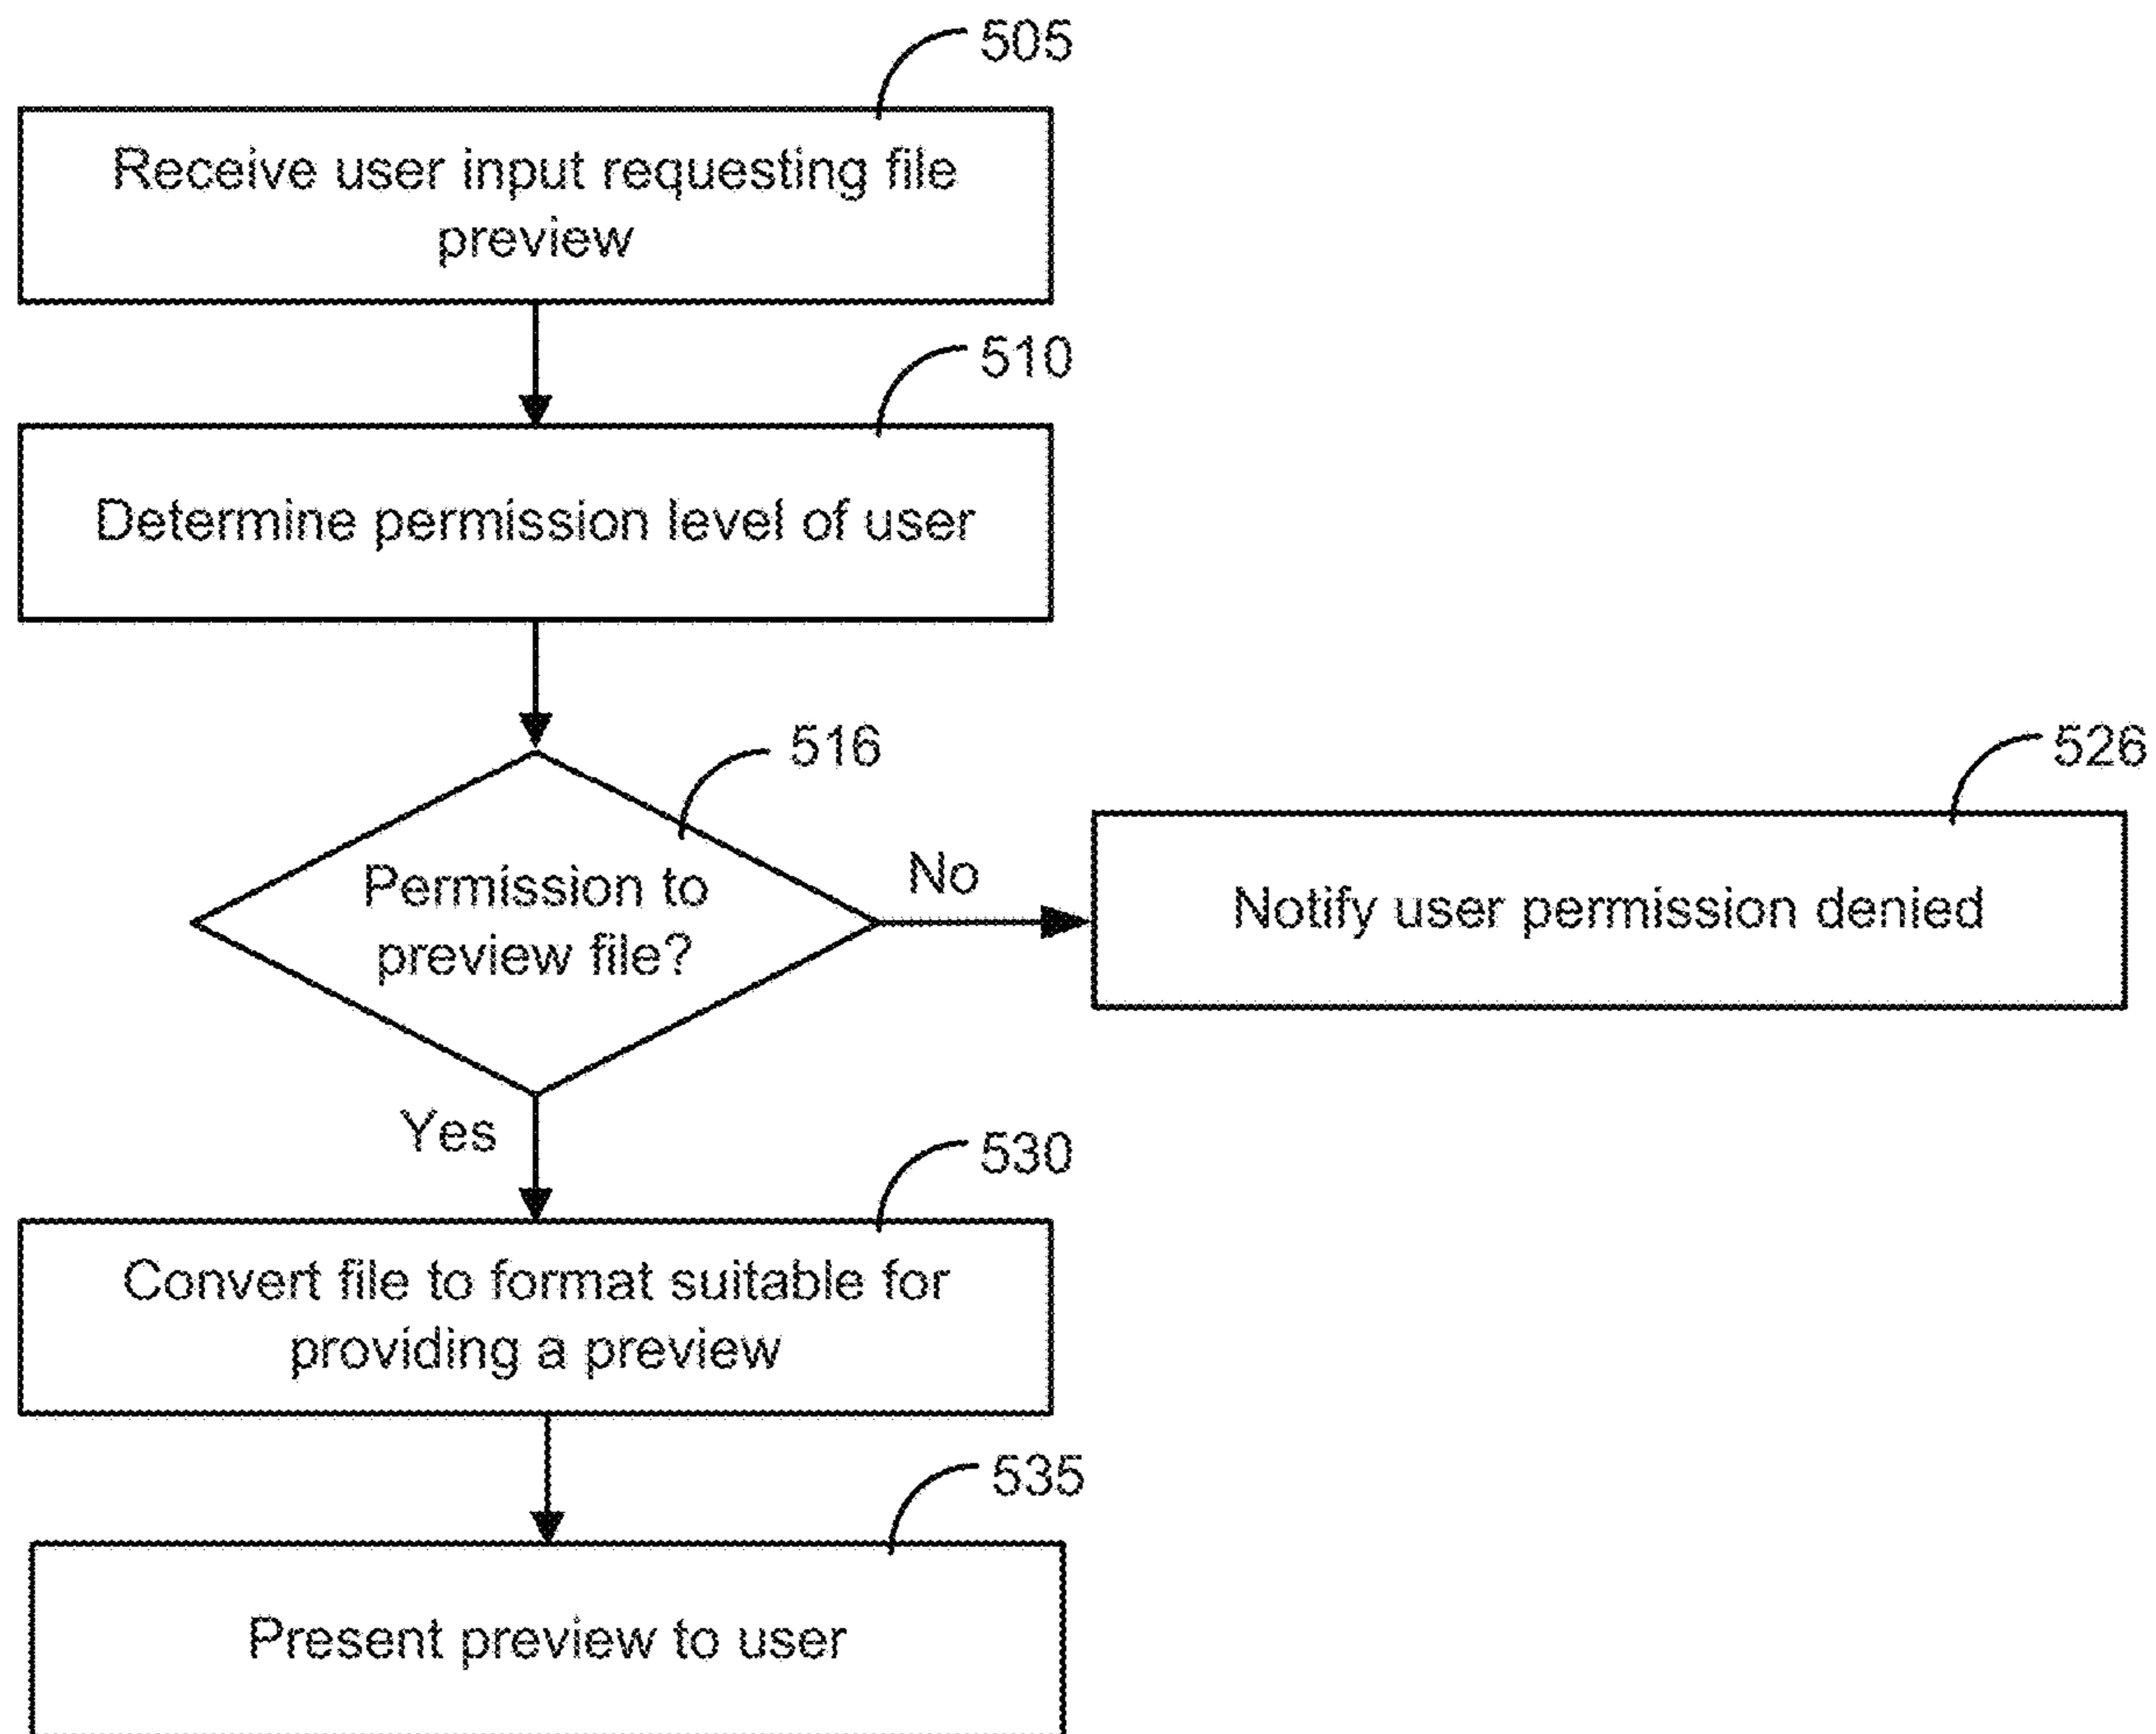 505
Receive user input requesting file
preview
510
Determine permission level of user
516
Permission to
preview file?
No
526
Notify user permission denied
Yes
530
Convert file to format suitable for
providing a preview
535
Present preview to user